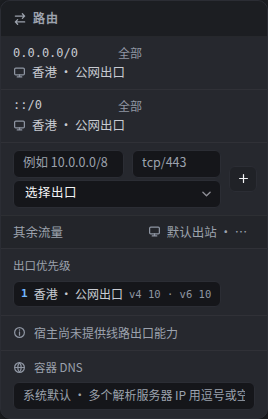 路由
0.0.0.0/0 全部
香港 · 公网出口
::/0 全部
香港 · 公网出口
例如 10.0.0.0/8 tcp/443 +
选择出口
其余流量 默认出站 · …
出口优先级
1 香港 · 公网出口 v4 10 · v6 10
宿主尚未提供线路出口能力
容器 DNS
系统默认 · 多个解析服务器 IP 用逗号或空